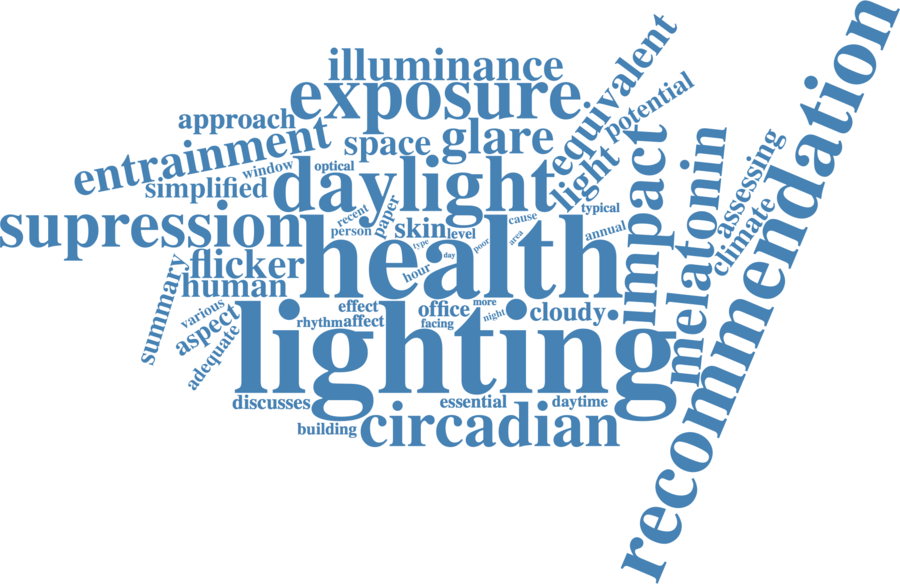 illuminance
exposure
equivalent
potential
recommendation
approach
entrainment
space
glare
window
optical
simplified
daylight
light
impact
melatonin
assessing
climate
supression
recent
paper
person
skin
level
cause
typical
type
day
poor
area
annual
health
flicker
human
hour
summary
various
aspect
adequate
effect
rhythm
affect
office
facing
more
night
cloudy
lighting
discusses
essential
daytime
building
circadian